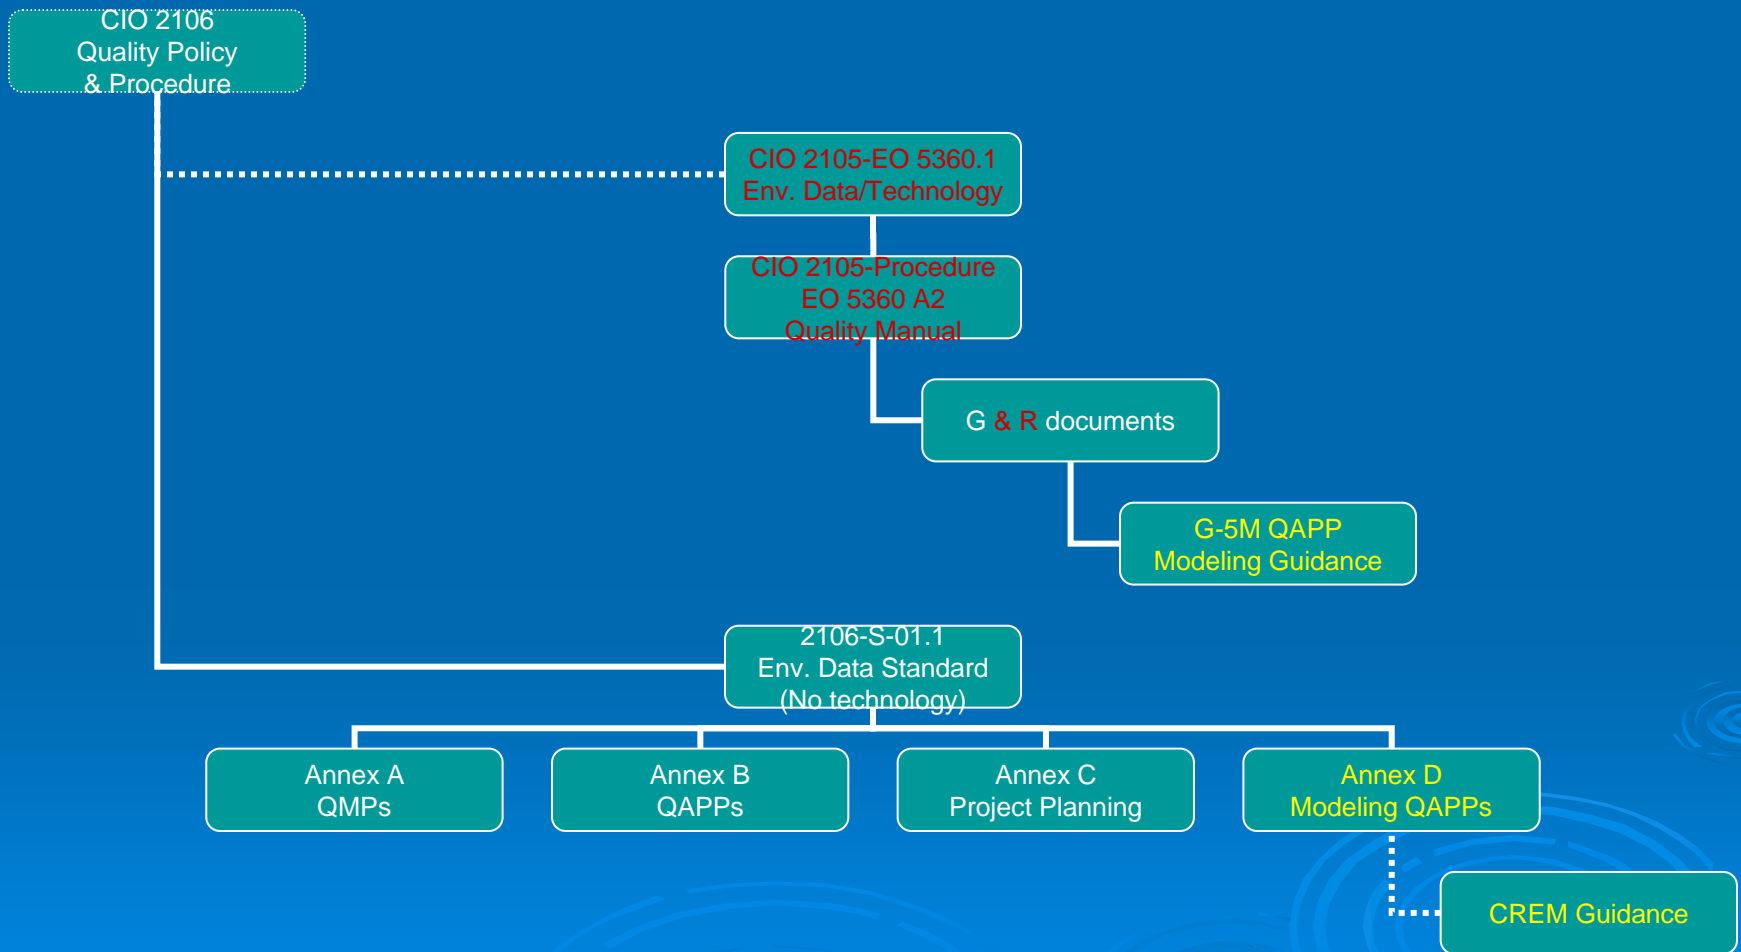 CIO 2106
Quality Policy
& Procedure
CIO 2105-EO 5360.1
Env. Data/Technology
CIO 2105-Procedure
EO 5360 A2
Quality Manual
G & R documents
G-5M QAPP
Modeling Guidance
2106-S-01.1
Env. Data Standard
(No technology)
Annex A
QMPs
Annex B
QAPPs
Annex C
Project Planning
Annex D
Modeling QAPPs
CREM Guidance